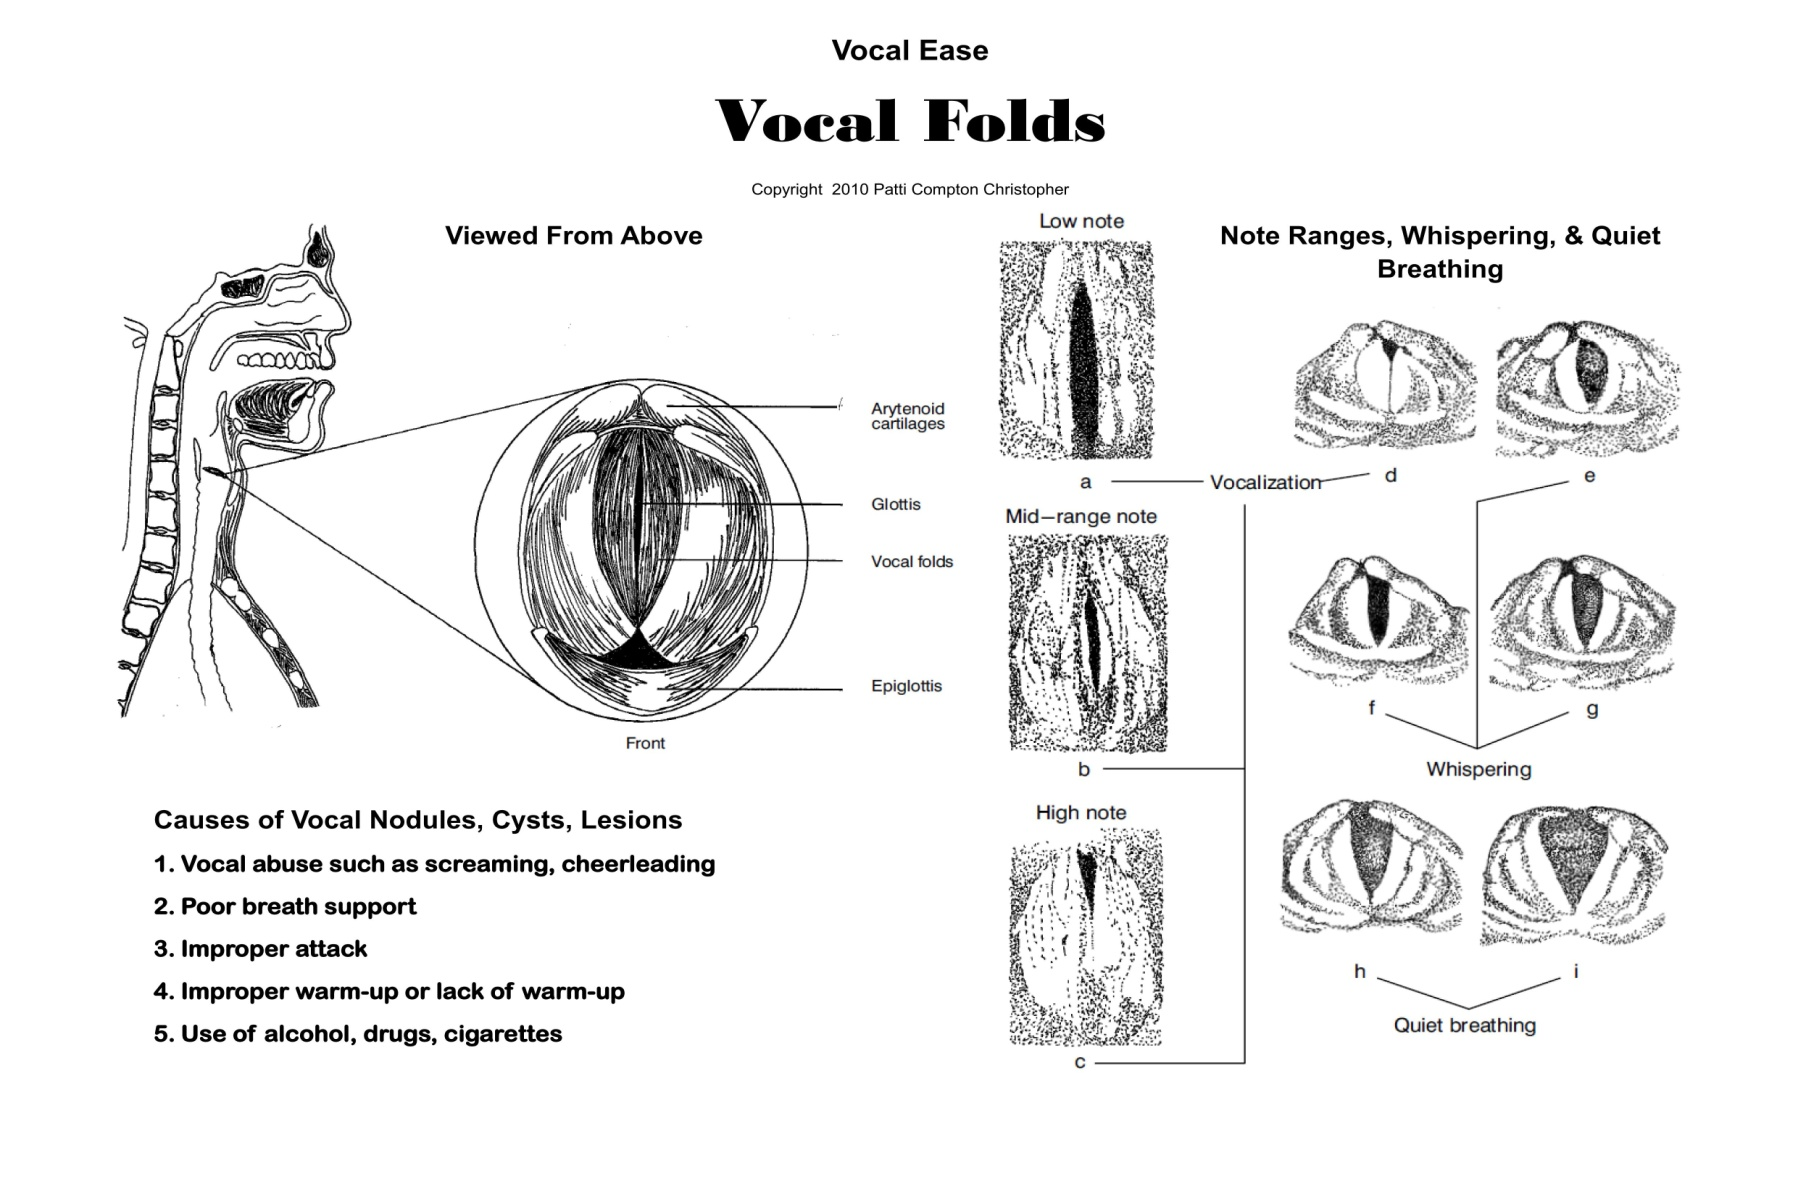 Vocal Ease
Vocal Folds
Copyright  2010 Patti Compton Christopher
Viewed From Above
Arytenoid
cartilages
Glottis
Vocal folds
Epiglottis
Front
Causes of Vocal Nodules, Cysts, Lesions
1. Vocal abuse such as screaming, cheerleading
2. Poor breath support
3. Improper attack
4. Improper warm-up or lack of warm-up
5. Use of alcohol, drugs, cigarettes
Note Ranges, Whispering, & Quiet
Breathing
Low note
a
Vocalization
d
e
Mid–range note
b
f
g
Whispering
High note
c
h
i
Quiet breathing